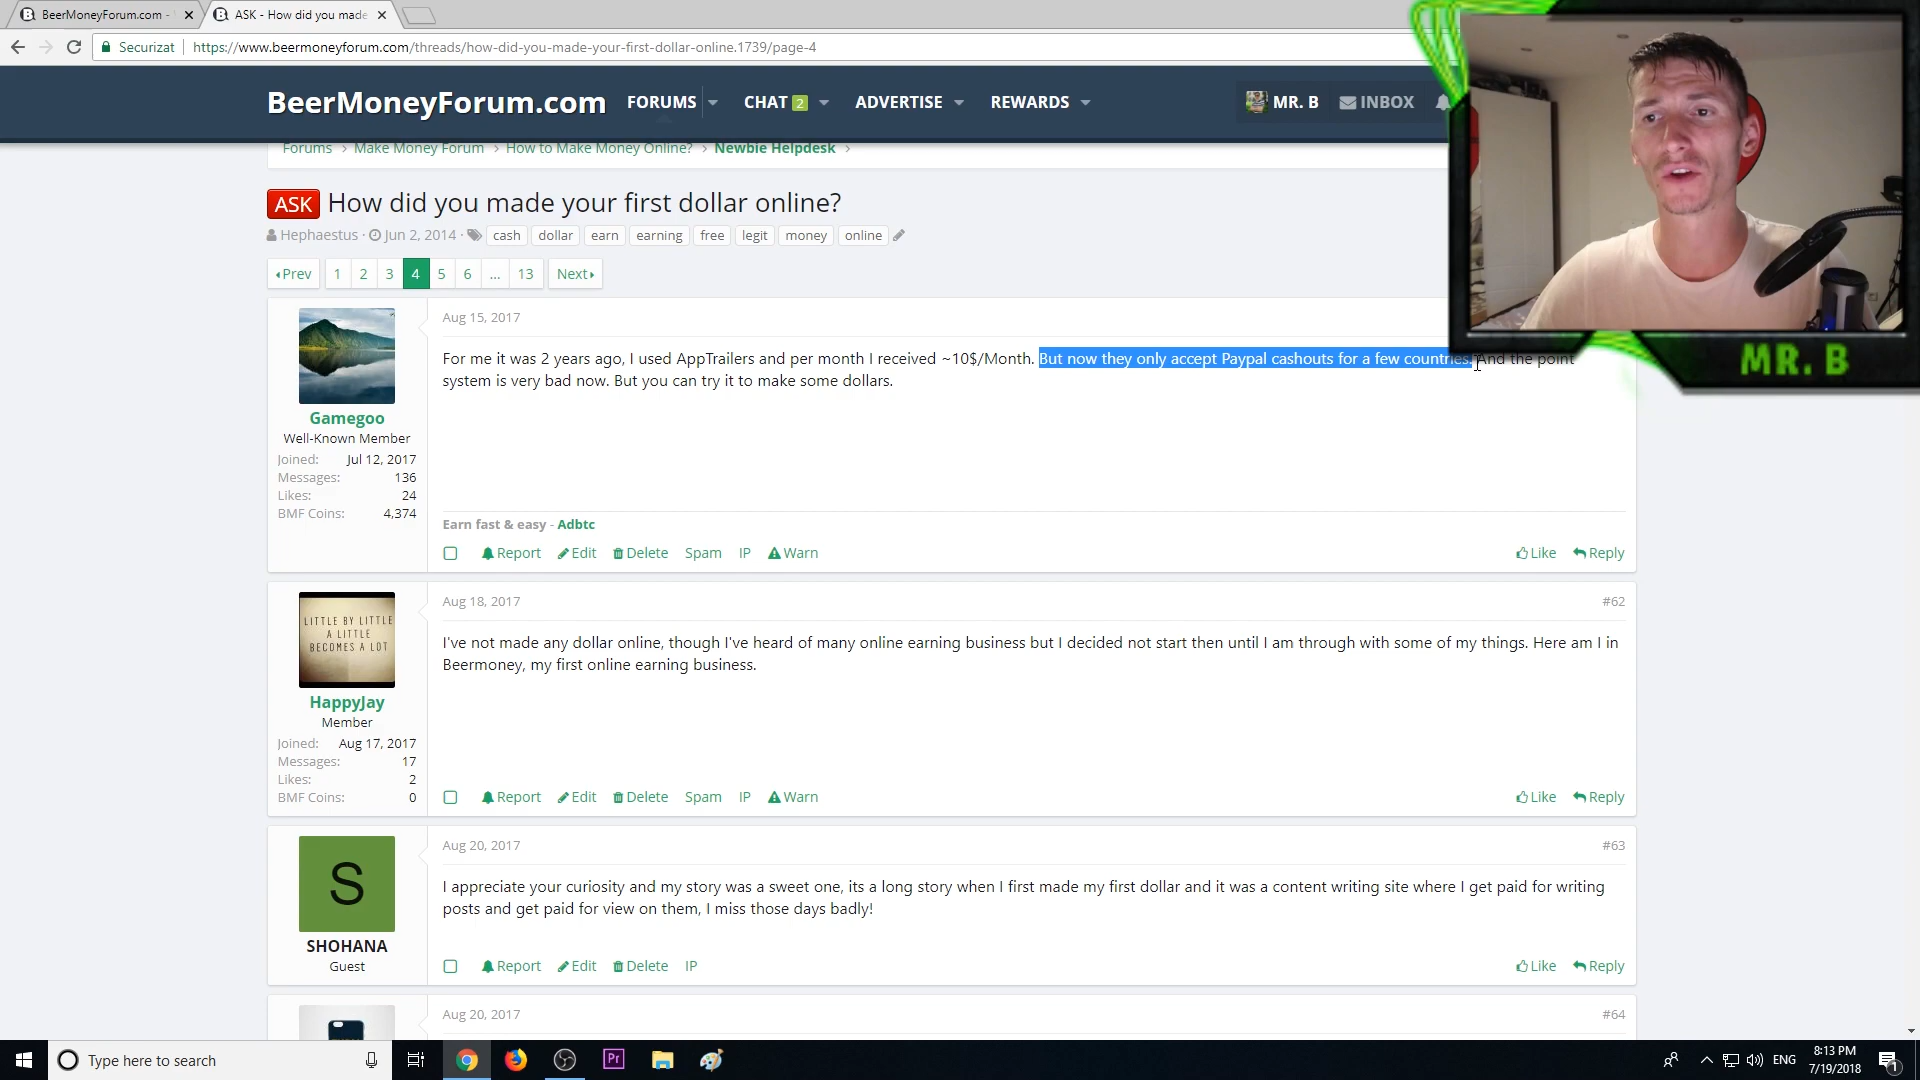 BeerMoneyForum.com -
ASK - How did you made
Securizat
https://www.beermoneyforum.com/threads/how-did-you-made-your-first-dollar-online.1739/page-4
BeerMoneyForum.com
FORUMS
CHAT 2
ADVERTISE
REWARDS
MR. B
INBOX
Forums › Make Money Forum › How to Make Money Online? › Newbie Helpdesk ›
ASK How did you made your first dollar online?
Hephaestus · Jun 2, 2014 · cash dollar earn earning free legit money online
Prev 1 2 3 4 5 6 ... 13 Next
Aug 15, 2017
For me it was 2 years ago, I used AppTrailers and per month I received ~10$/Month. But now they only accept Paypal cashouts for a few countries. And the point
system is very bad now. But you can try it to make some dollars.
Gamegoo
Well-Known Member
Joined: Jul 12, 2017
Messages: 136
Likes: 24
BMF Coins: 4,374
Earn fast & easy - Adbtc
Report Edit Delete Spam IP Warn Like Reply
MR. B
Aug 18, 2017 #62
I've not made any dollar online, though I've heard of many online earning business but I decided not start then until I am through with some of my things. Here am I in
Beermoney, my first online earning business.
LITTLE BY LITTLE
A LITTLE
BECOMES A LOT
HappyJay
Member
Joined: Aug 17, 2017
Messages: 17
Likes: 2
BMF Coins: 0
Report Edit Delete Spam IP Warn Like Reply
Aug 20, 2017 #63
I appreciate your curiosity and my story was a sweet one, its a long story when I first made my first dollar and it was a content writing site where I get paid for writing
posts and get paid for view on them, I miss those days badly!
S
SHOHANA
Guest
Report Edit Delete IP Like Reply
Aug 20, 2017 #64
Type here to search
Pr
ENG
8:13 PM
7/19/2018
1